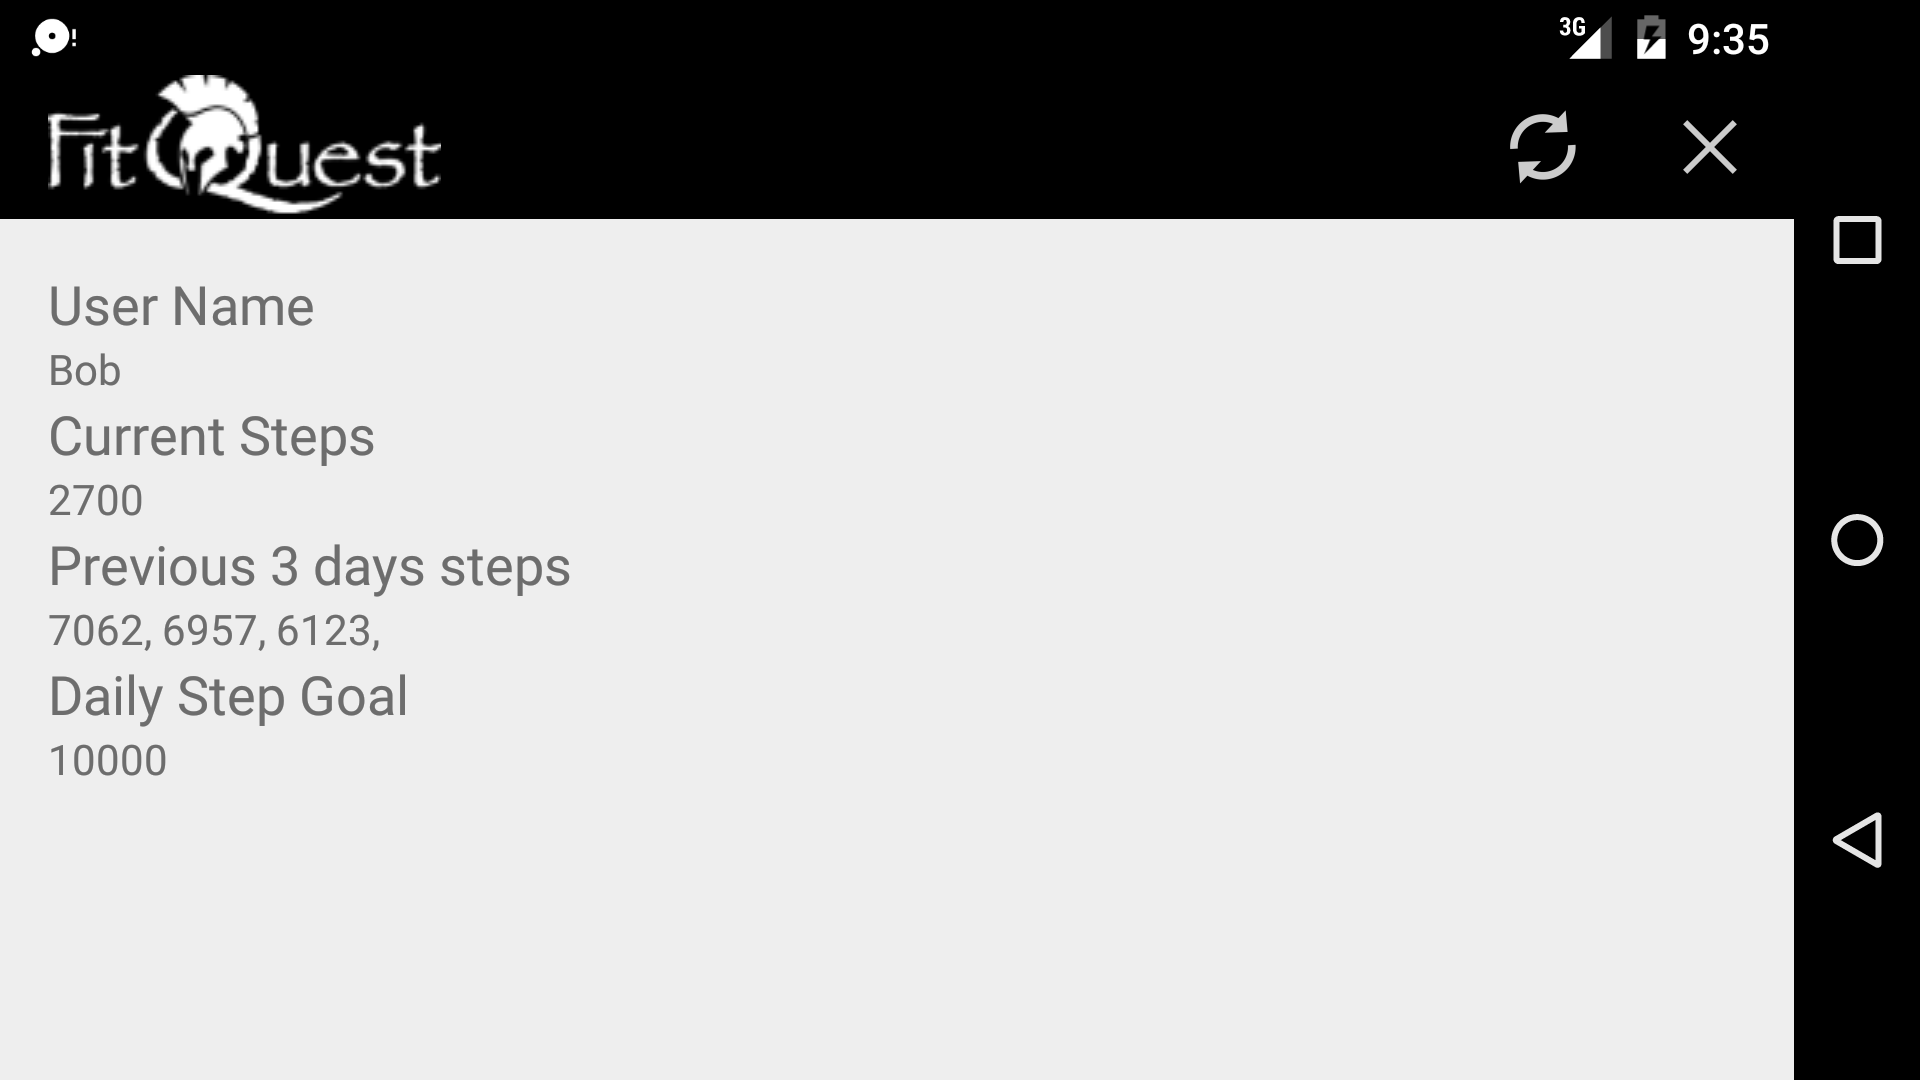 3G 9:35
FitQuest
User Name
Bob
Current Steps
2700
Previous 3 days steps
7062, 6957, 6123,
Daily Step Goal
10000